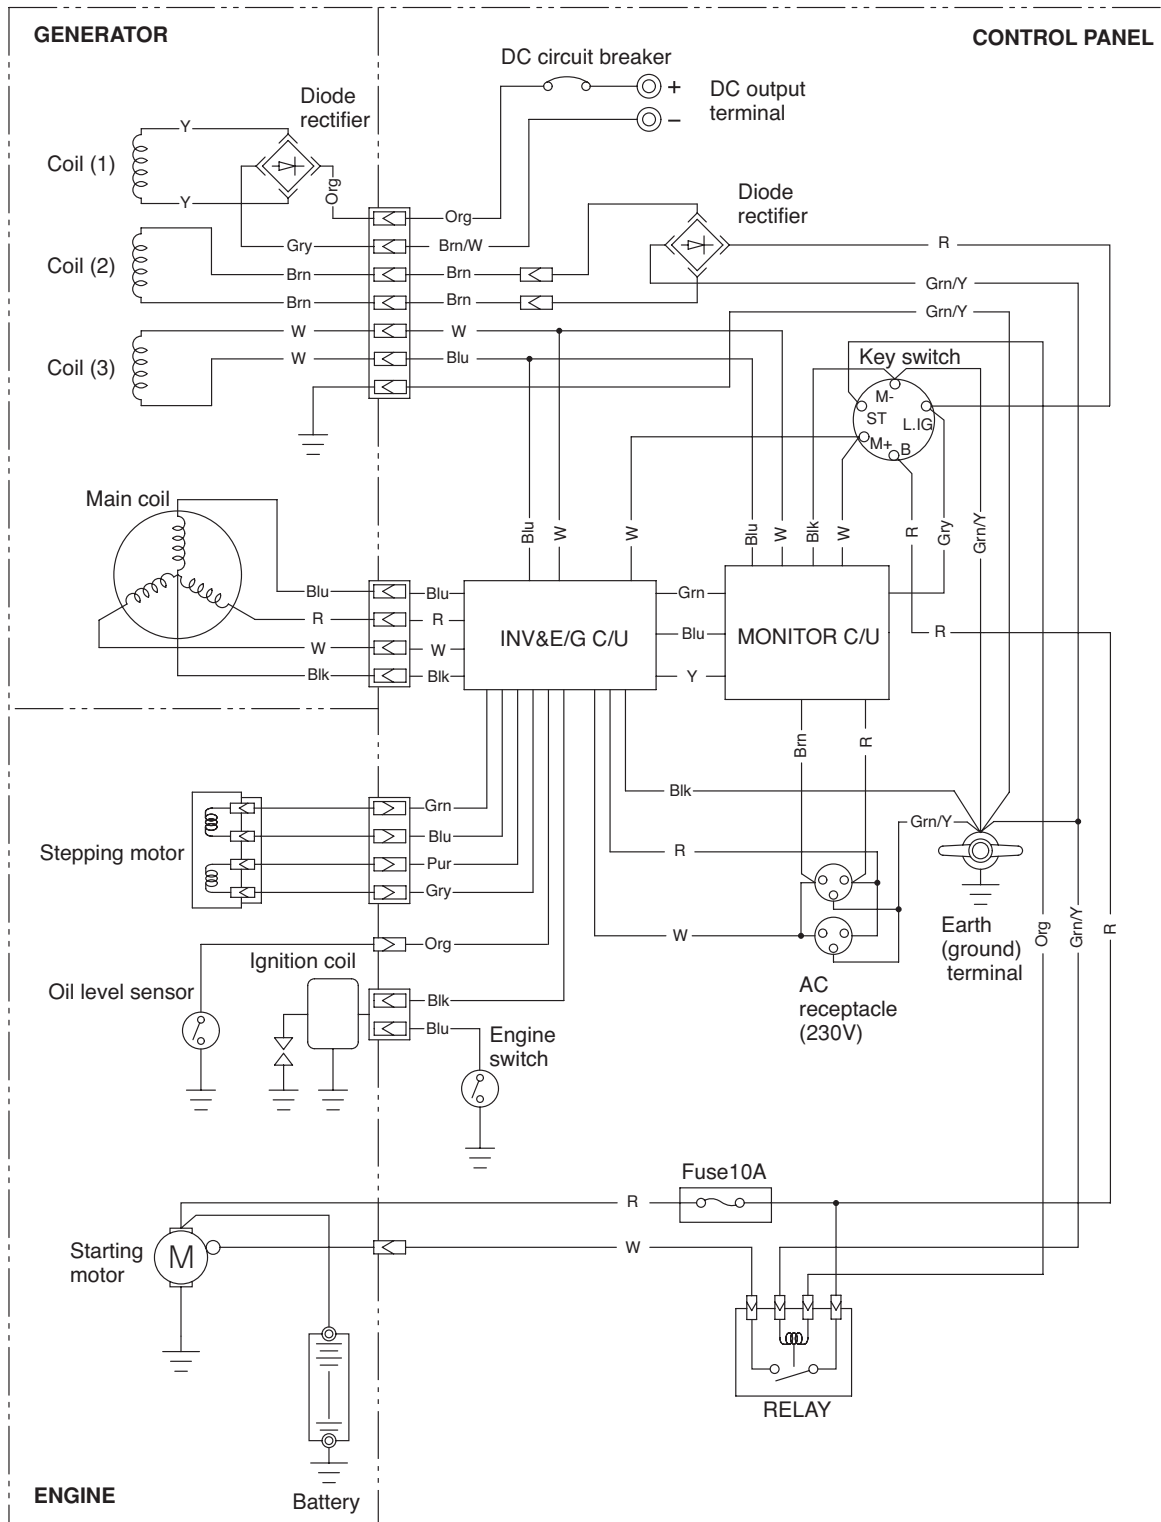 GENERATOR
CONTROL PANEL
DC circuit breaker
+
DC output
terminal
−
Diode
rectifier
Y
Coil (1)
Y
Org
Diode
rectifier
Org
Gry
Brn/W
R
Coil (2)
Brn
Brn
Grn/Y
Brn
Brn
Grn/Y
W
W
Coil (3)
W
Blu
Key switch
M-
ST
L.IG
M+
B
Main coil
Blu
W
W
Blu
W
Blk
W
R
Gry
Grn/Y
Blu
Blu
Grn
R
R
INV&E/G C/U
Blu
MONITOR C/U
R
W
W
Blk
Blk
Y
Brn
R
Blk
Grn
Grn/Y
Blu
Stepping motor
Pur
R
Gry
Org
W
Earth
(ground)
terminal
Org
Grn/Y
R
Ignition coil
Oil level sensor
Blk
AC
receptacle
(230V)
Blu
Engine
switch
Fuse10A
R
Starting
motor
M
W
RELAY
ENGINE
Battery